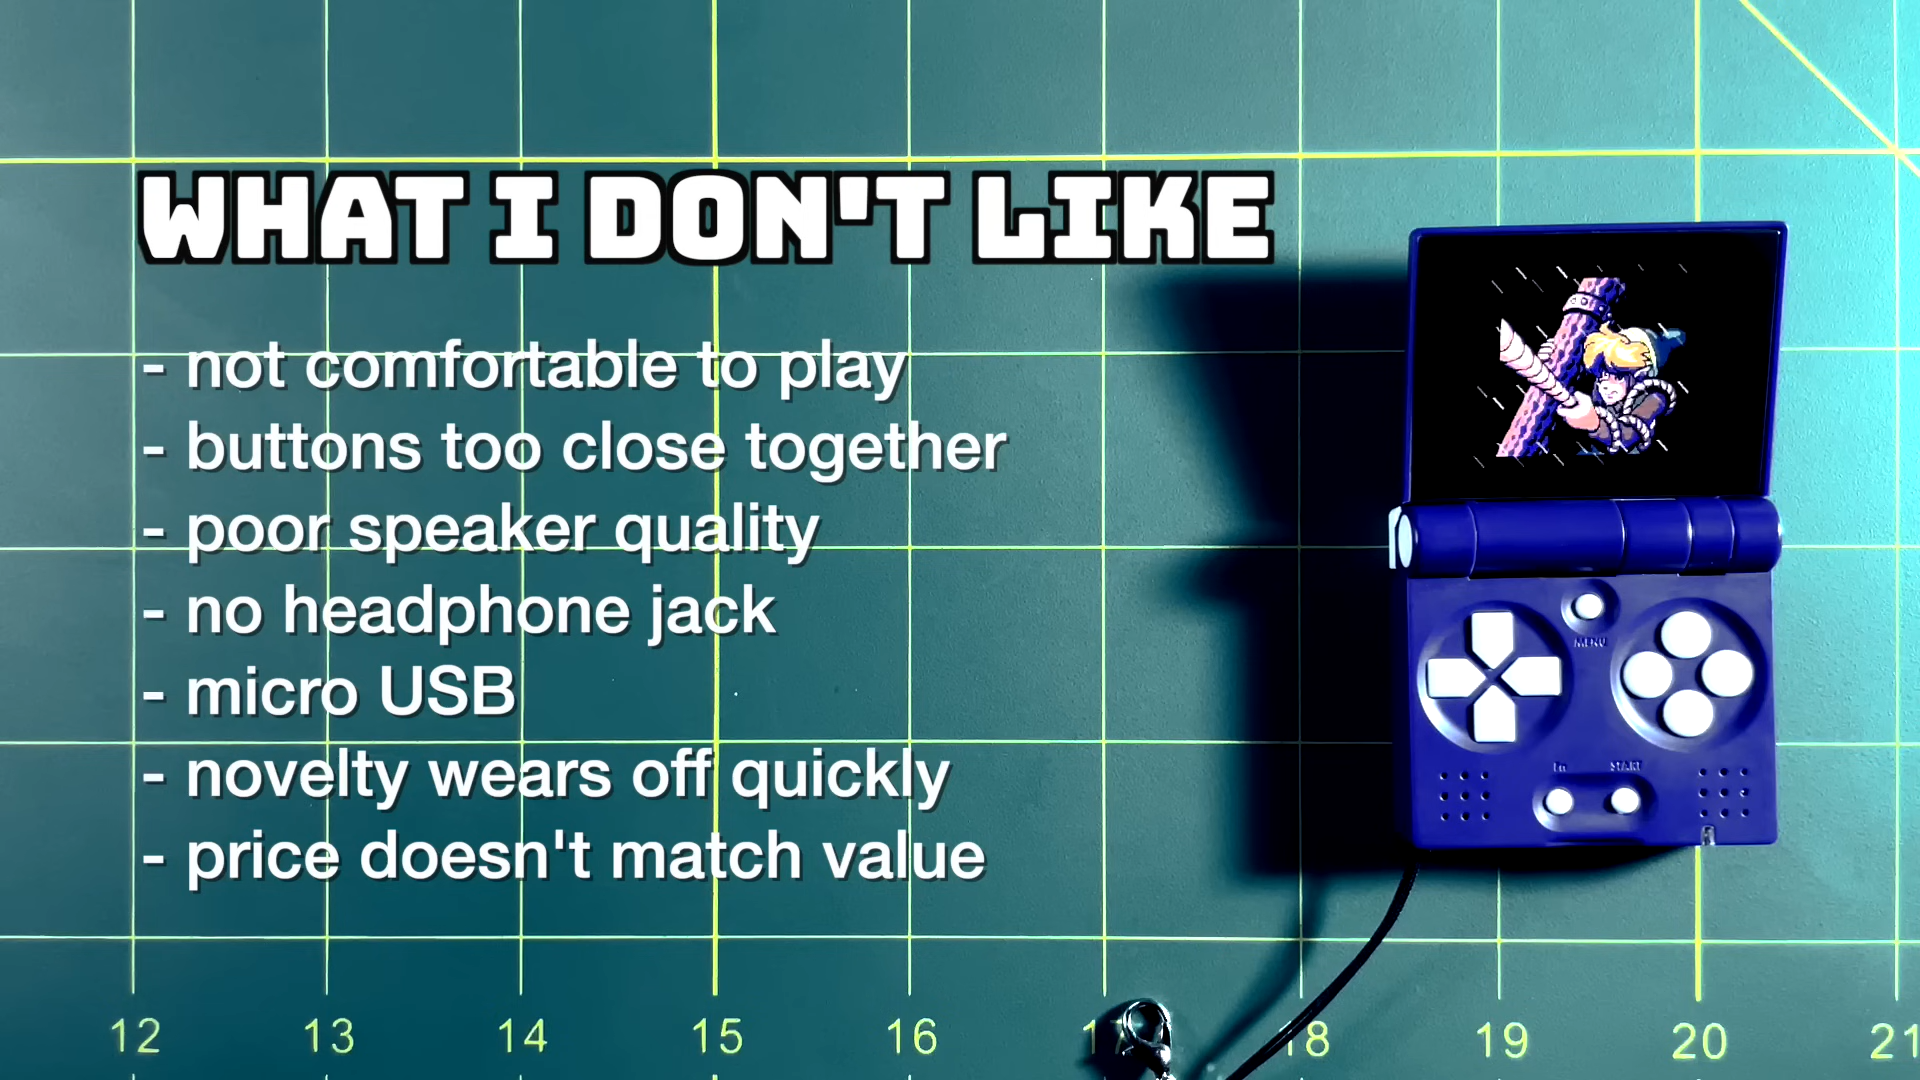 WHAT I DON'T LIKE
- not comfortable to play
- buttons too close together
- poor speaker quality
- no headphone jack
- micro USB
- novelty wears off quickly
- price doesn't match value
MENU
Fn START
12 13 14 15 16 17 18 19 20 21